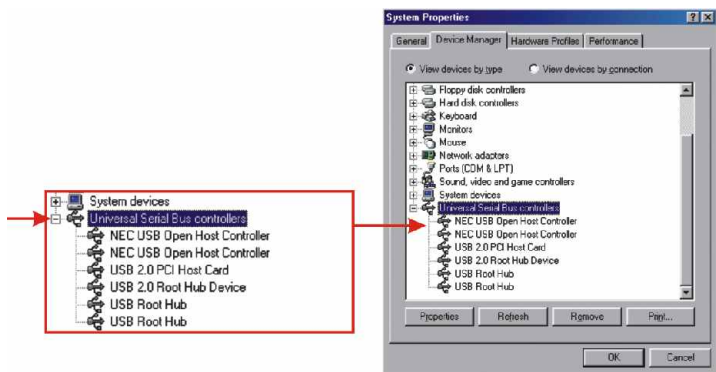 System devices
Universal Serial Bus controllers
NEC USB Open Host Controller
NEC USB Open Host Controller
USB 2.0 PCI Host Card
USB 2.0 Root Hub Device
USB Root Hub
USB Root Hub
System Properties
General Device Manager Hardware Profiles Performance
View devices by type View devices by connection
Floppy disk controllers
Hard disk controllers
Keyboard
Monitors
Mouse
Network adapters
Ports (COM & LPT)
Sound, video and game controllers
System devices
Universal Serial Bus controllers
NEC USB Open Host Controller
NEC USB Open Host Controller
USB 2.0 PCI Host Card
USB 2.0 Root Hub Device
USB Root Hub
USB Root Hub
Properties Refresh Remove Print...
OK Cancel